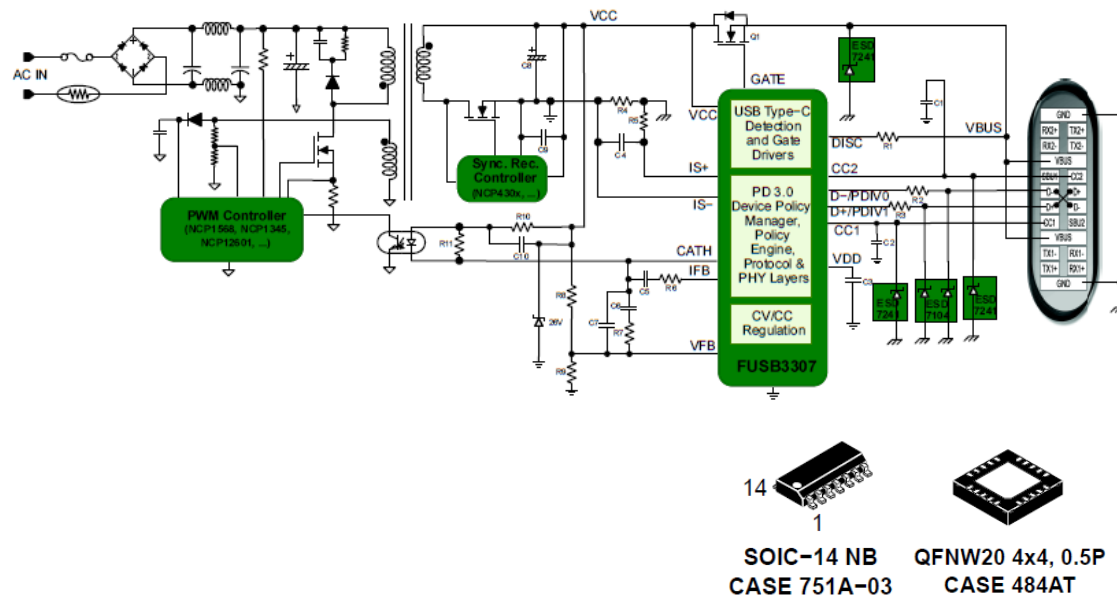 VCC
Q1
ESD
7241
AC IN
C8
GATE
VCC
USB Type-C
Detection
and Gate
Drivers
C1
GND
RX2+ TX2+
RX2- TX2-
VBUS
SBU1 CC2
D- D+
D+ D-
CC1 SBU2
VBUS
TX1- RX1-
TX1+ RX1+
GND
R4
R5
C4
C9
DISC
R1
VBUS
Sync. Rec.
Controller
(NCP430x, ...)
IS+
IS−
CC2
D−/PDIV0
R2
D+/PDIV1
R3
CC1
C2
PD 3.0
Device Policy
Manager,
Policy
Engine,
Protocol &
PHY Layers
PWM Controller
(NCP1568, NCP1345,
NCP12601, ...)
R10
R11
C10
CATH
IFB
VDD
C3
C5
R6
R8
C6
C7
R7
26V
ESD
7241
ESD
7104
ESD
7241
CV/CC
Regulation
VFB
FUSB3307
R9
14
1
SOIC−14 NB
CASE 751A−03
QFNW20 4x4, 0.5P
CASE 484AT